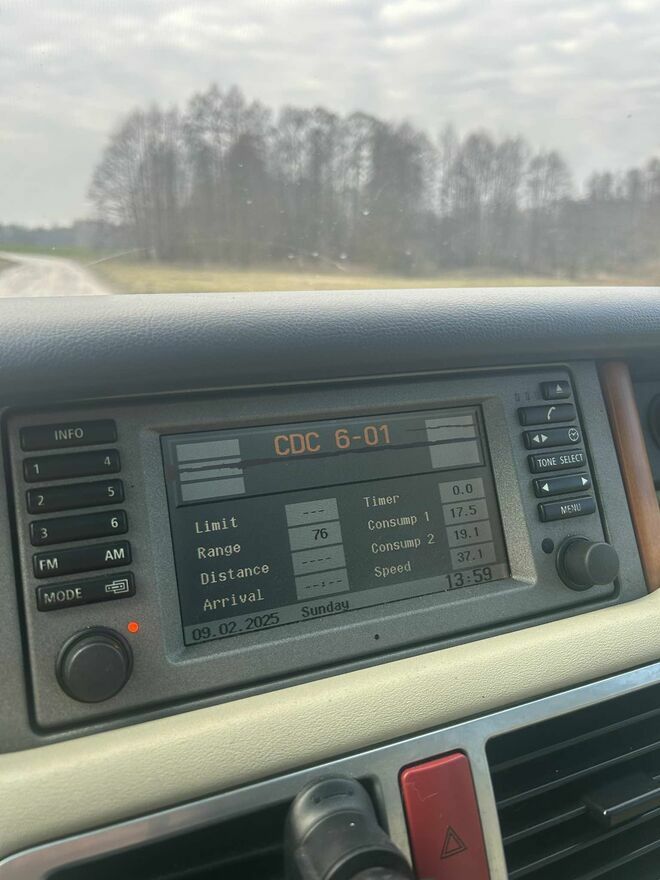 INFO
1 4
2 5
3 6
FM AM
MODE
CDC 6-01
Limit ---
Range 76
Distance ----
Arrival --:--
Timer 0.0
Consump 1 17.5
Consump 2 19.1
Speed 37.1
09.02.2025 Sunday 13=59
TONE SELECT
MENU